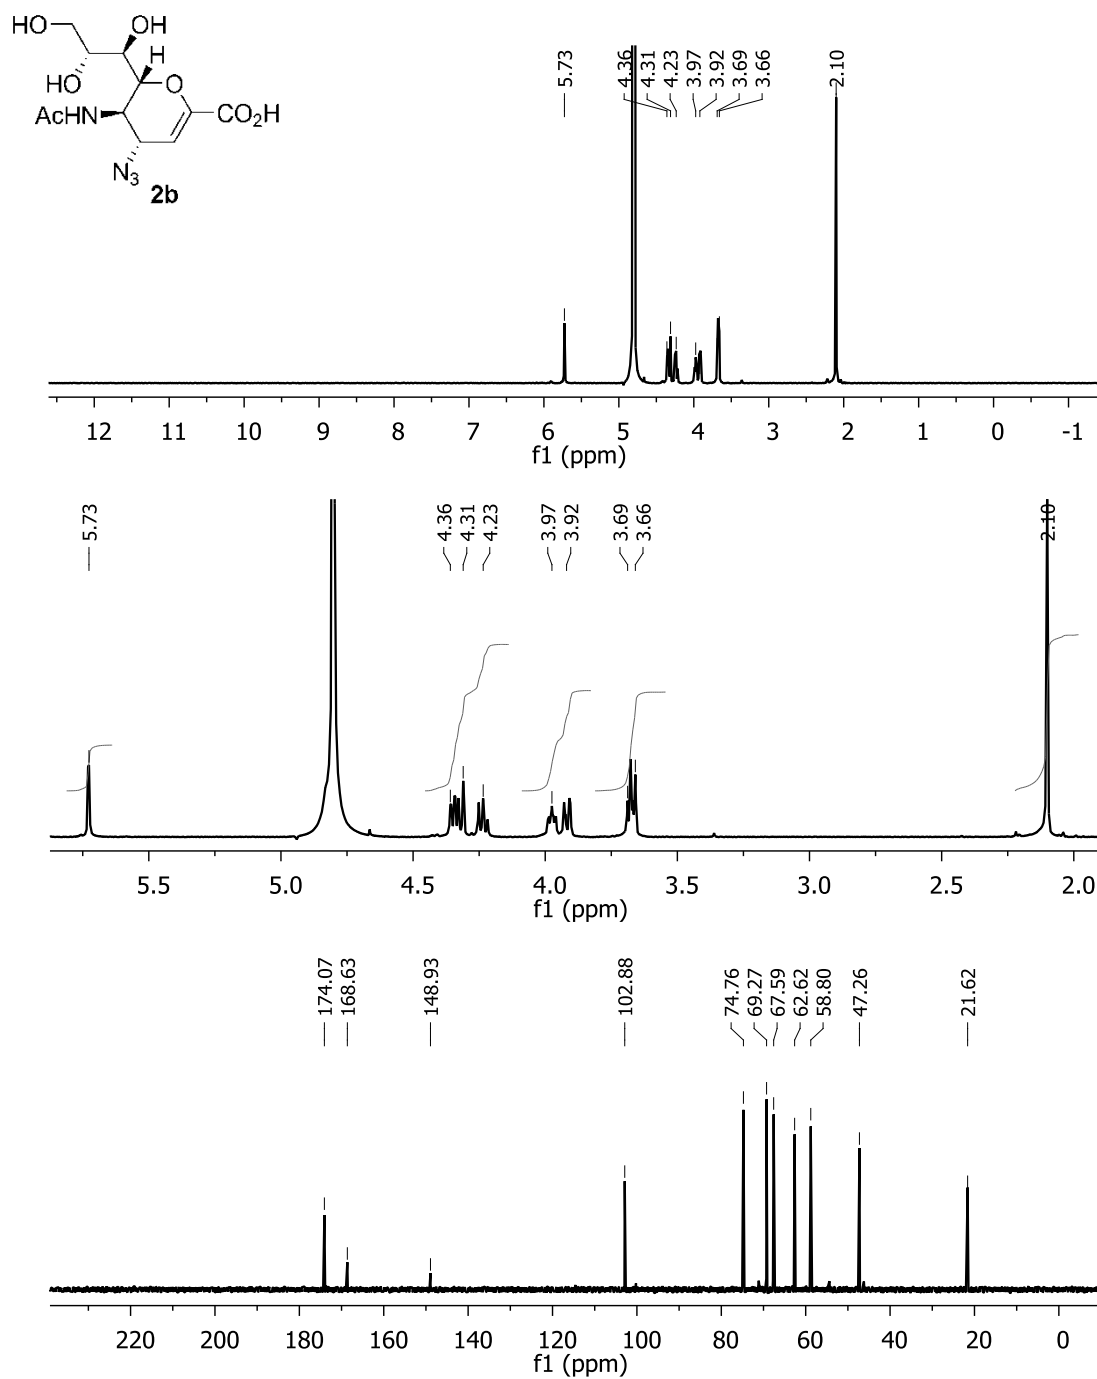 HO OH
H
HO O
AcHN CO2H
N3
2b
5.73 4.36 4.31 4.23 3.97 3.92 3.69 3.66 2.10
12 11 10 9 8 7 6 5 4 3 2 1 0 -1
f1 (ppm)
5.73 4.36 4.31 4.23 3.97 3.92 3.69 3.66 2.10
5.5 5.0 4.5 4.0 3.5 3.0 2.5 2.0
f1 (ppm)
174.07 168.63 148.93 102.88 74.76 69.27 67.59 62.62 58.80 47.26 21.62
220 200 180 160 140 120 100 80 60 40 20 0
f1 (ppm)